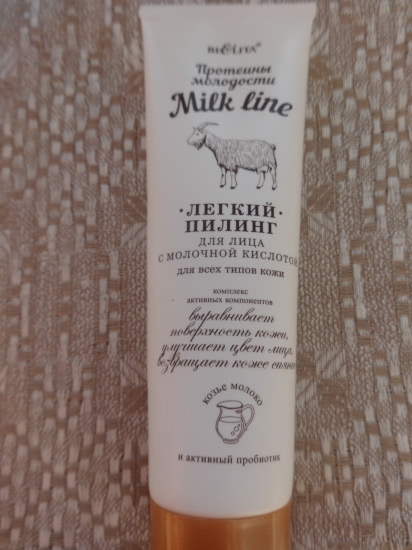 BIELITA®
Протеины
молодости
Milk line
·ЛЕГКИЙ·
ПИЛИНГ
ДЛЯ ЛИЦА
С МОЛОЧНОЙ КИСЛОТОЙ
для всех типов кожи
комплекс
активных компонентов
выравнивает
поверхность кожи,
улучшает цвет лица,
возвращает коже сияние
козье молоко
и активный пробиотик